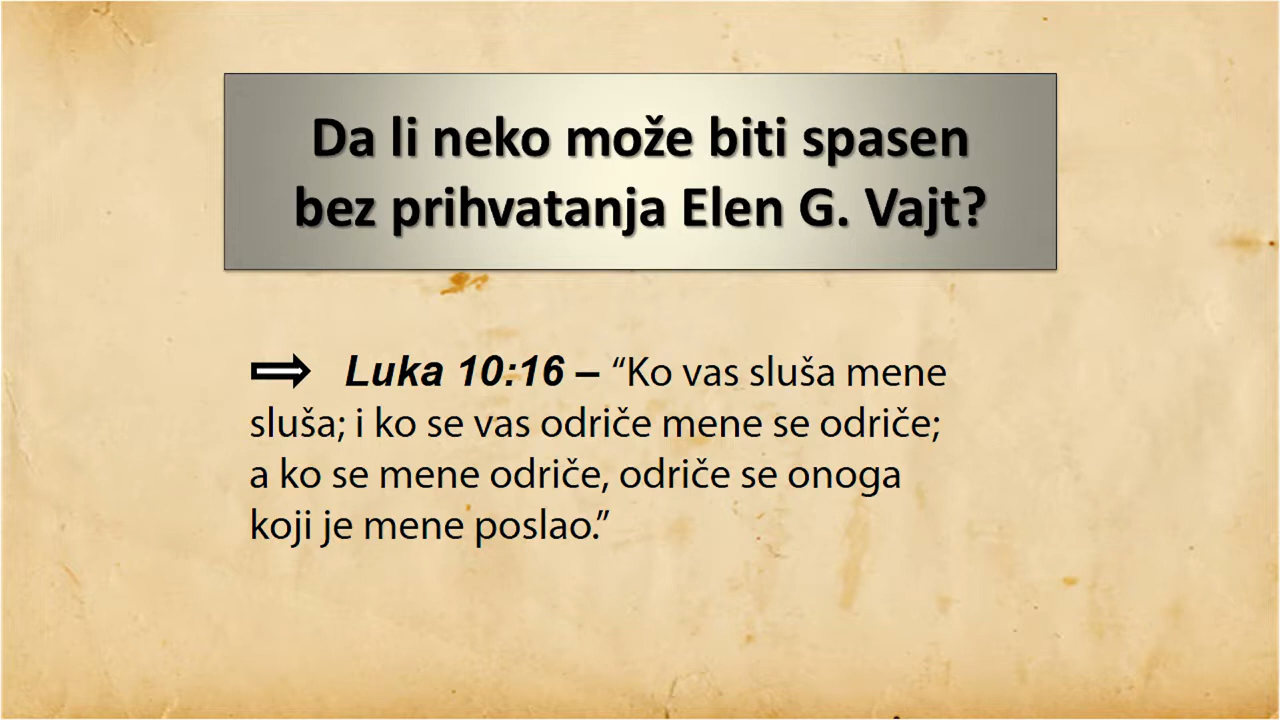 Da li neko može biti spasen
bez prihvatanja Elen G. Vajt?
Luka 10:16 – “Ko vas sluša mene
sluša; i ko se vas odriče mene se odriče;
a ko se mene odriče, odriče se onoga
koji je mene poslao.”